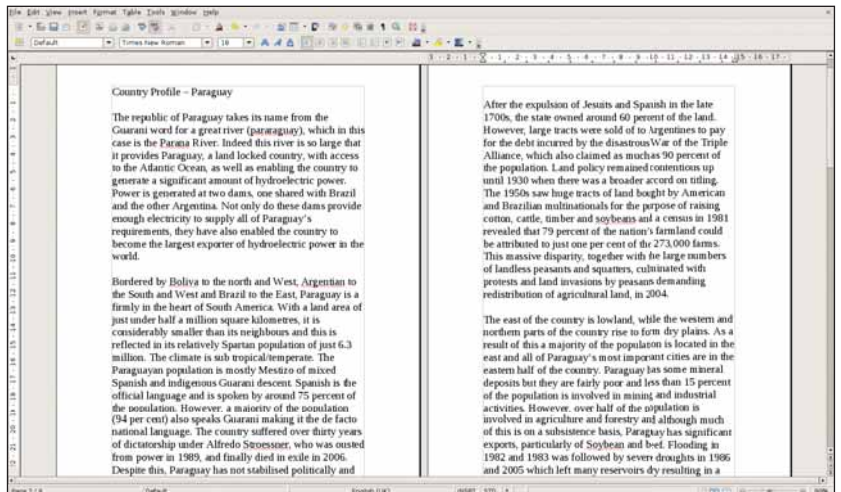 File Edit View Insert Format Table Tools Window Help
Default Times New Roman 18
Country Profile – Paraguay
The republic of Paraguay takes its name from the
Guarani word for a great river (pararaguay), which in this
case is the Parana River. Indeed this river is so large that
it provides Paraguay, a land locked country, with access
to the Atlantic Ocean, as well as enabling the country to
generate a significant amount of hydroelectric power.
Power is generated at two dams, one shared with Brazil
and the other Argentina. Not only do these dams provide
enough electricity to supply all of Paraguay's
requirements, they have also enabled the country to
become the largest exporter of hydroelectric power in the
world.
Bordered by Boliva to the north and West, Argentian to
the South and West and Brazil to the East, Paraguay is a
firmly in the heart of South America. With a land area of
just under half a million square kilometres, it is
considerably smaller than its neighbours and this is
reflected in its relatively Spartan population of just 6.3
million. The climate is sub tropical/temperate. The
Paraguayan population is mostly Mestizo of mixed
Spanish and indigenous Guarani descent. Spanish is the
official language and is spoken by around 75 percent of
the population. However, a majority of the population
(94 per cent) also speaks Guarani making it the de facto
national language. The country suffered over thirty years
of dictatorship under Alfredo Stroessner, who was ousted
from power in 1989, and finally died in exile in 2006.
Despite this, Paraguay has not stabilised politically and
After the expulsion of Jesuits and Spanish in the late
1700s, the state owned around 60 percent of the land.
However, large tracts were sold of to Argentines to pay
for the debt incurred by the disastrous War of the Triple
Alliance, which also claimed as much as 90 percent of
the population. Land policy remained contentious up
until 1930 when there was a broader accord on titling.
The 1950s saw huge tracts of land bought by American
and Brazilian multinationals for the purpose of raising
cotton, cattle, timber and soybeans and a census in 1981
revealed that 79 percent of the nation's farmland could
be attributed to just one per cent of the 273,000 farms.
This massive disparity, together with the large numbers
of landless peasants and squatters, culminated with
protests and land invasions by peasans demanding
redistribution of agricultural land, in 2004.
The east of the country is lowland, while the western and
northern parts of the country rise to form dry plains. As a
result of this a majority of the population is located in the
east and all of Paraguay's most important cities are in the
eastern half of the country. Paraguay has some mineral
deposits but they are fairly poor and less than 15 percent
of the population is involved in mining and industrial
activities. However, over half of the population is
involved in agriculture and forestry and although much
of this is on a subsistence basis, Paraguay has significant
exports, particularly of Soybean and beef. Flooding in
1982 and 1983 was followed by severe droughts in 1986
and 2005 which left many reservoirs dry resulting in a
Default English (UK) INSRT STD